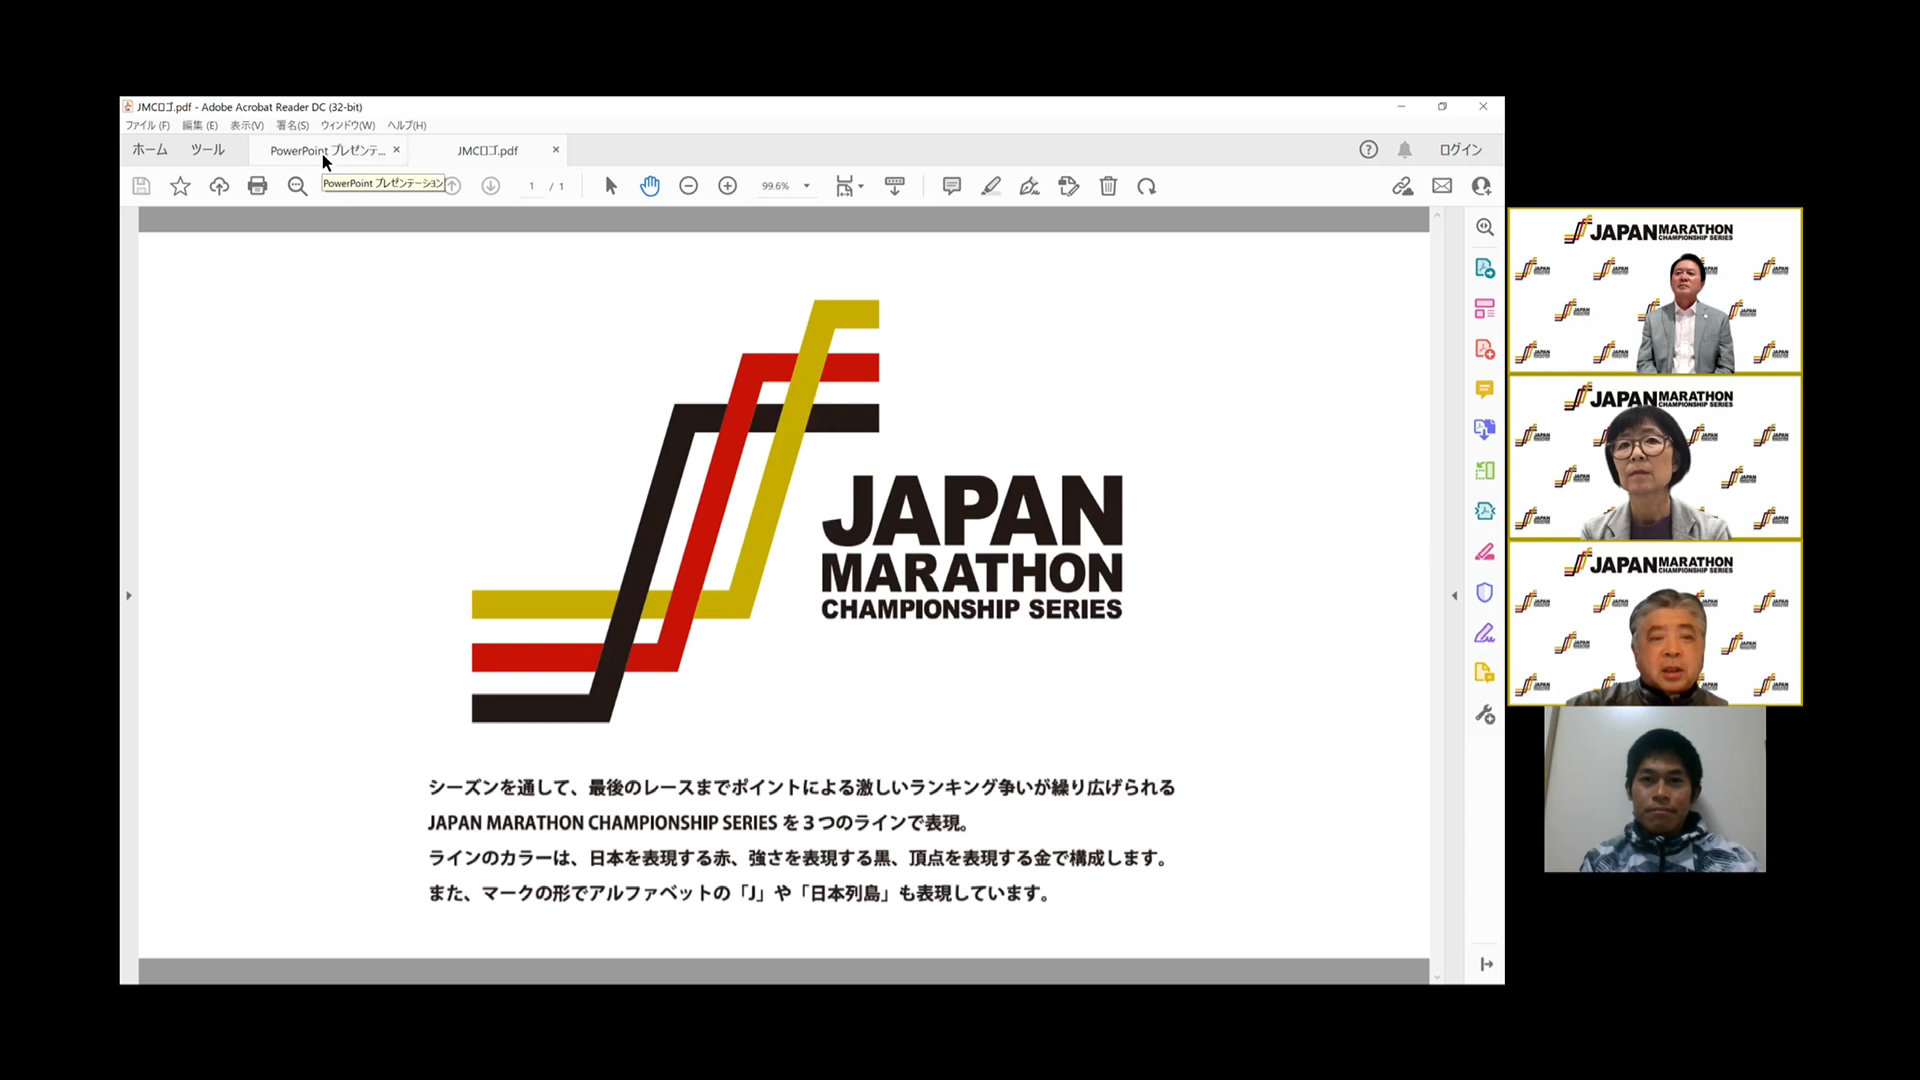 JMCロゴ.pdf - Adobe Acrobat Reader DC (32-bit)
ファイル(F) 編集(E) 表示(V) 署名(S) ウィンドウ(W) ヘルプ(H)
ホーム ツール PowerPoint プレゼンテ... JMCロゴ.pdf ログイン
PowerPoint プレゼンテーション
1 / 1
99.6%
JAPAN
MARATHON
CHAMPIONSHIP SERIES
シーズンを通して、最後のレースまでポイントによる激しいランキング争いが繰り広げられる
JAPAN MARATHON CHAMPIONSHIP SERIES を3つのラインで表現。
ラインのカラーは、日本を表現する赤、強さを表現する黒、頂点を表現する金で構成します。
また、マークの形でアルファベットの「J」や「日本列島」も表現しています。
JAPAN MARATHON
CHAMPIONSHIP SERIES
JAPAN MARATHON
CHAMPIONSHIP SERIES
JAPAN MARATHON
CHAMPIONSHIP SERIES